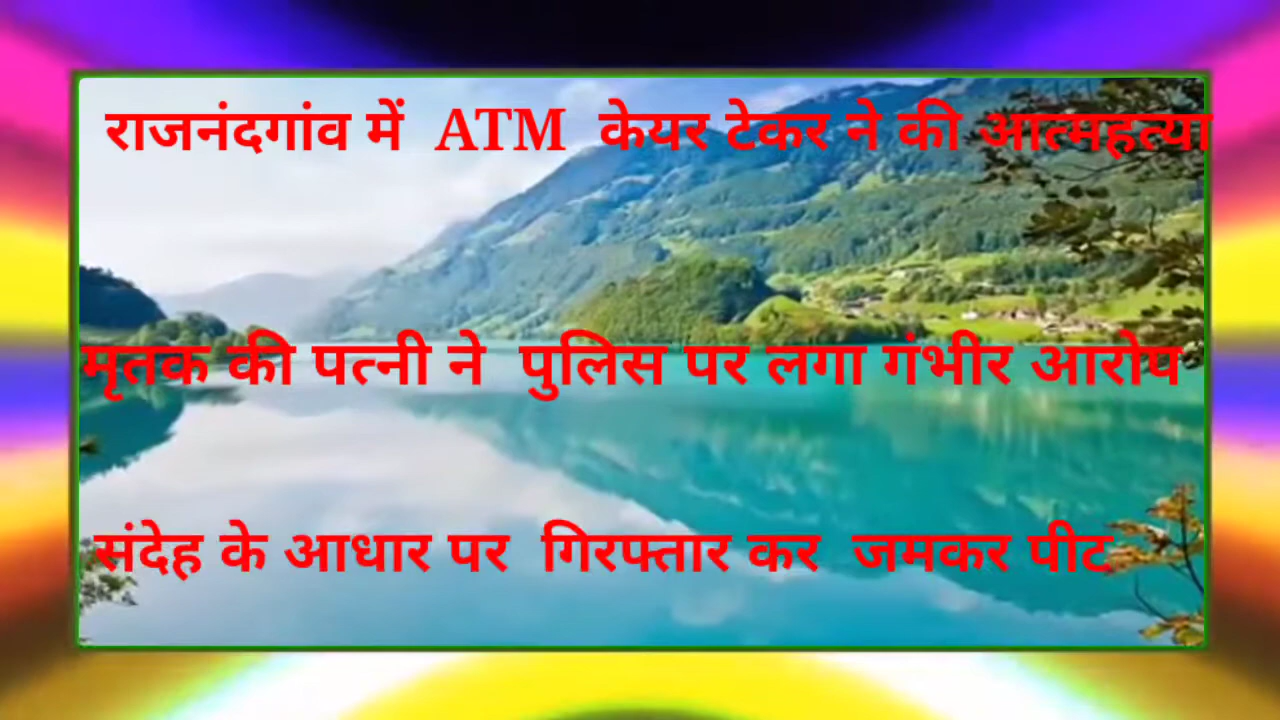 राजनंदगांव में ATM केयर टेकर ने की आत्महत्या
मृतक की पत्नी ने पुलिस पर लगा गंभीर आरोप
संदेह के आधार पर गिरफ्तार कर जमकर पीट